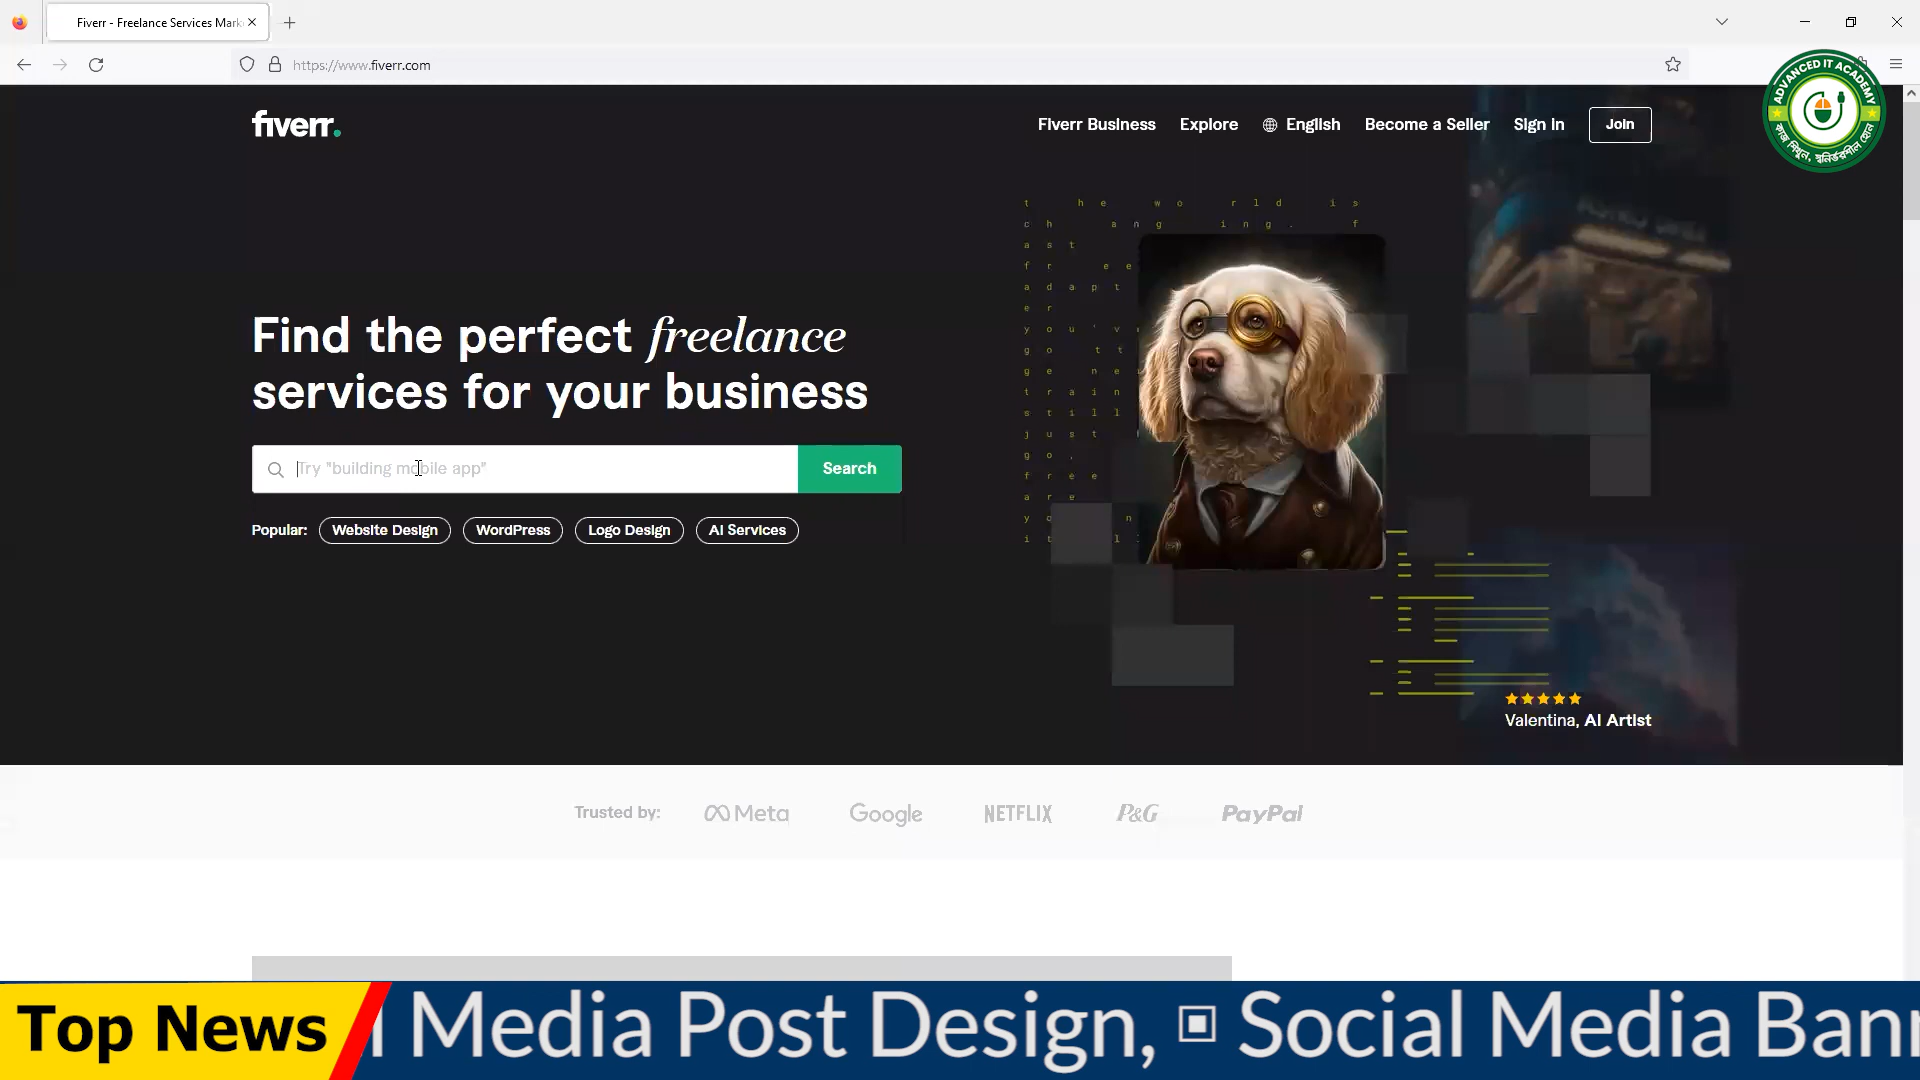 Fiverr - Freelance Services Mark
https://www.fiverr.com
ADVANCED IT ACADEMY
কাজ শিখুন, স্বনির্ভরশীল হোন
fiverr.
Fiverr Business Explore English Become a Seller Sign in Join
t h e w o r l d i s
c h a n g i n g . f
a s t
f r e e
a d a p t
e r
y o u ' v
g o t t
g e n e
t r a i n
s t i l l
j u s t
g o ,
f r e e
a r e
y o n
i t l
Find the perfect freelance
services for your business
Try "building mobile app"
Search
Popular: Website Design WordPress Logo Design AI Services
Valentina, AI Artist
Trusted by: Meta Google NETFLIX P&G PayPal
Top News
l Media Post Design, Social Media Ban